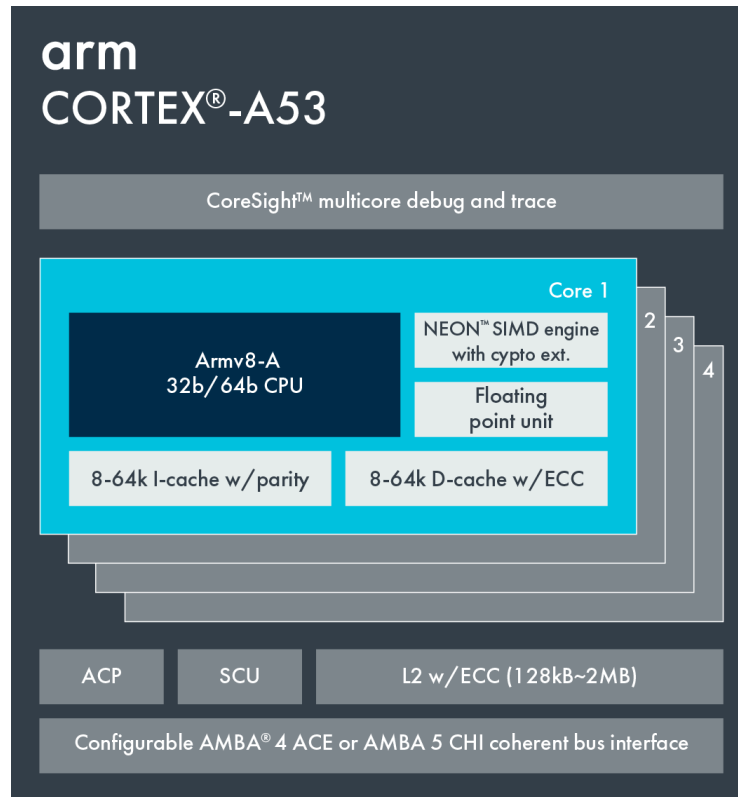 arm
CORTEX®-A53
CoreSight™ multicore debug and trace
Core 1
2
3
4
Armv8-A
32b/64b CPU
NEON™ SIMD engine
with cypto ext.
Floating
point unit
8-64k I-cache w/parity
8-64k D-cache w/ECC
ACP
SCU
L2 w/ECC (128kB~2MB)
Configurable AMBA® 4 ACE or AMBA 5 CHI coherent bus interface